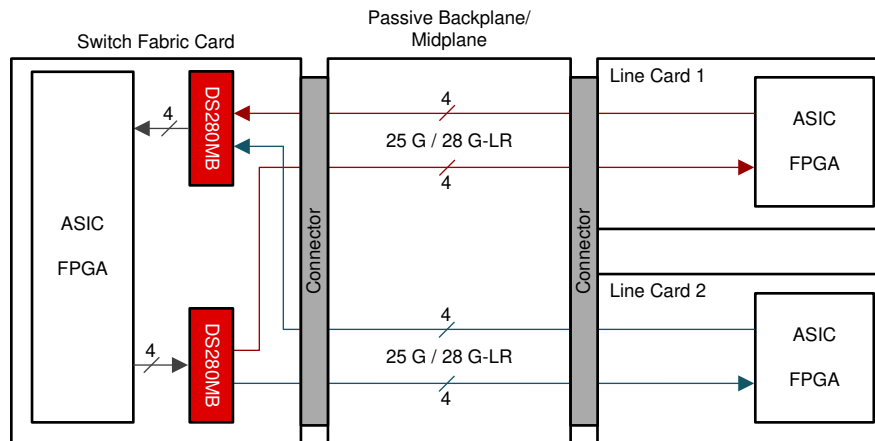 Passive Backplane/
Midplane
Switch Fabric Card
DS280MB
4
ASIC
FPGA
4
DS280MB
Connector
4
25 G / 28 G-LR
4
4
25 G / 28 G-LR
4
Connector
Line Card 1
ASIC
FPGA
Line Card 2
ASIC
FPGA